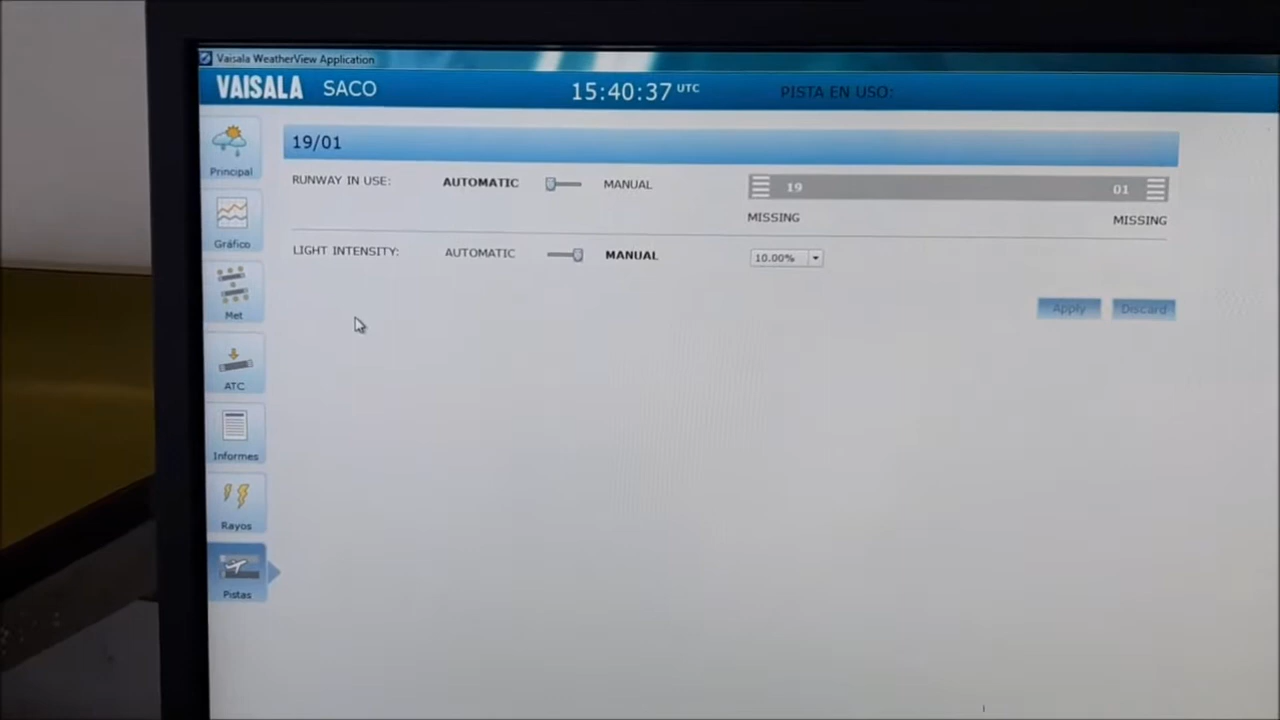 Vaisala WeatherView Application
VAISALA SACO 15:40:37 UTC PISTA EN USO:
19/01
Principal
RUNWAY IN USE: AUTOMATIC MANUAL 19 01
MISSING MISSING
Gráfico
LIGHT INTENSITY: AUTOMATIC MANUAL 10.00%
Met
Apply Discard
ATC
Informes
Rayos
Pistas